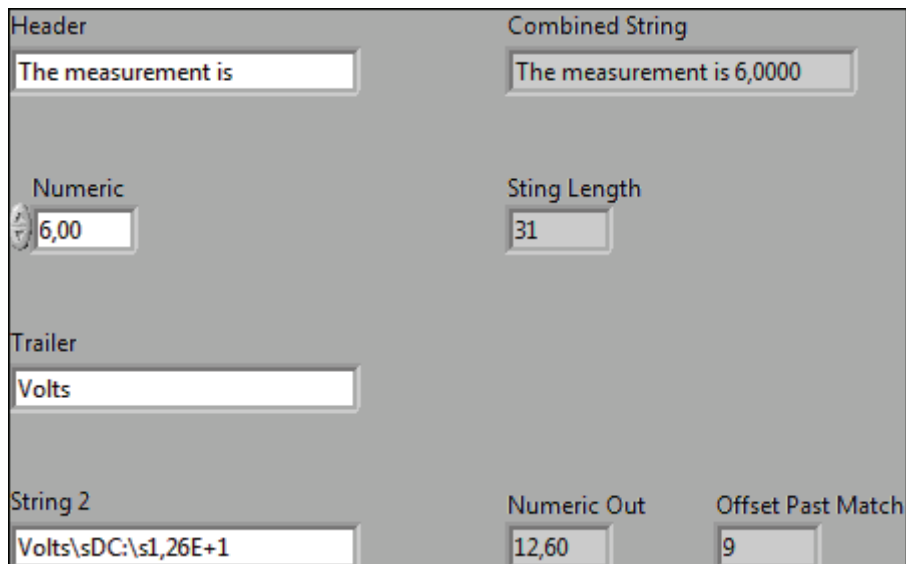 Header
Combined String
The measurement is
The measurement is 6,0000
Numeric
Sting Length
6,00
31
Trailer
Volts
String 2
Numeric Out
Offset Past Match
Volts\sDC:\s1,26E+1
12,60
9